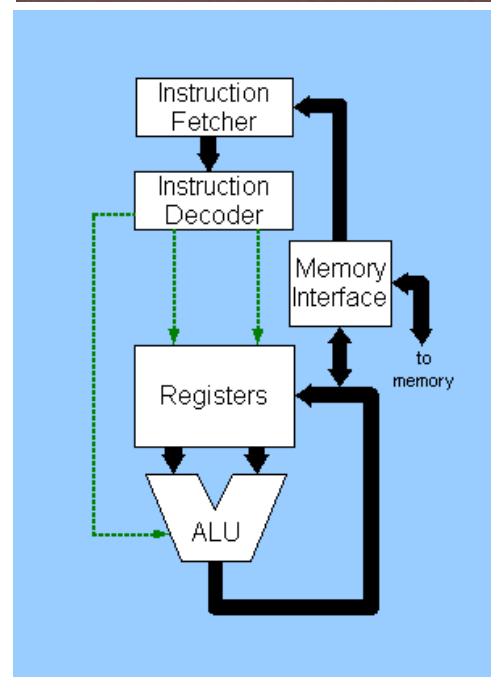 Instruction
Fetcher
Instruction
Decoder
Memory
Interface
to
memory
Registers
ALU